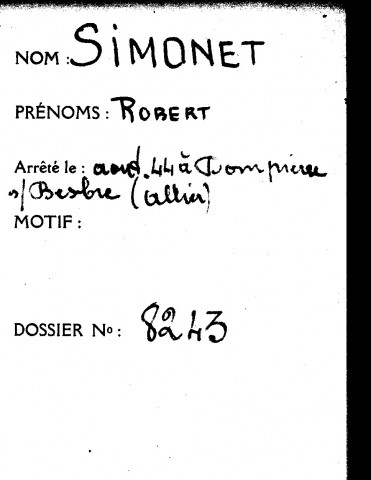 NOM : SIMONET
PRÉNOMS : ROBERT
Arrêté le : août.44 à Dompierre
s/ Besbre (Allier)
MOTIF :
DOSSIER No : 8243